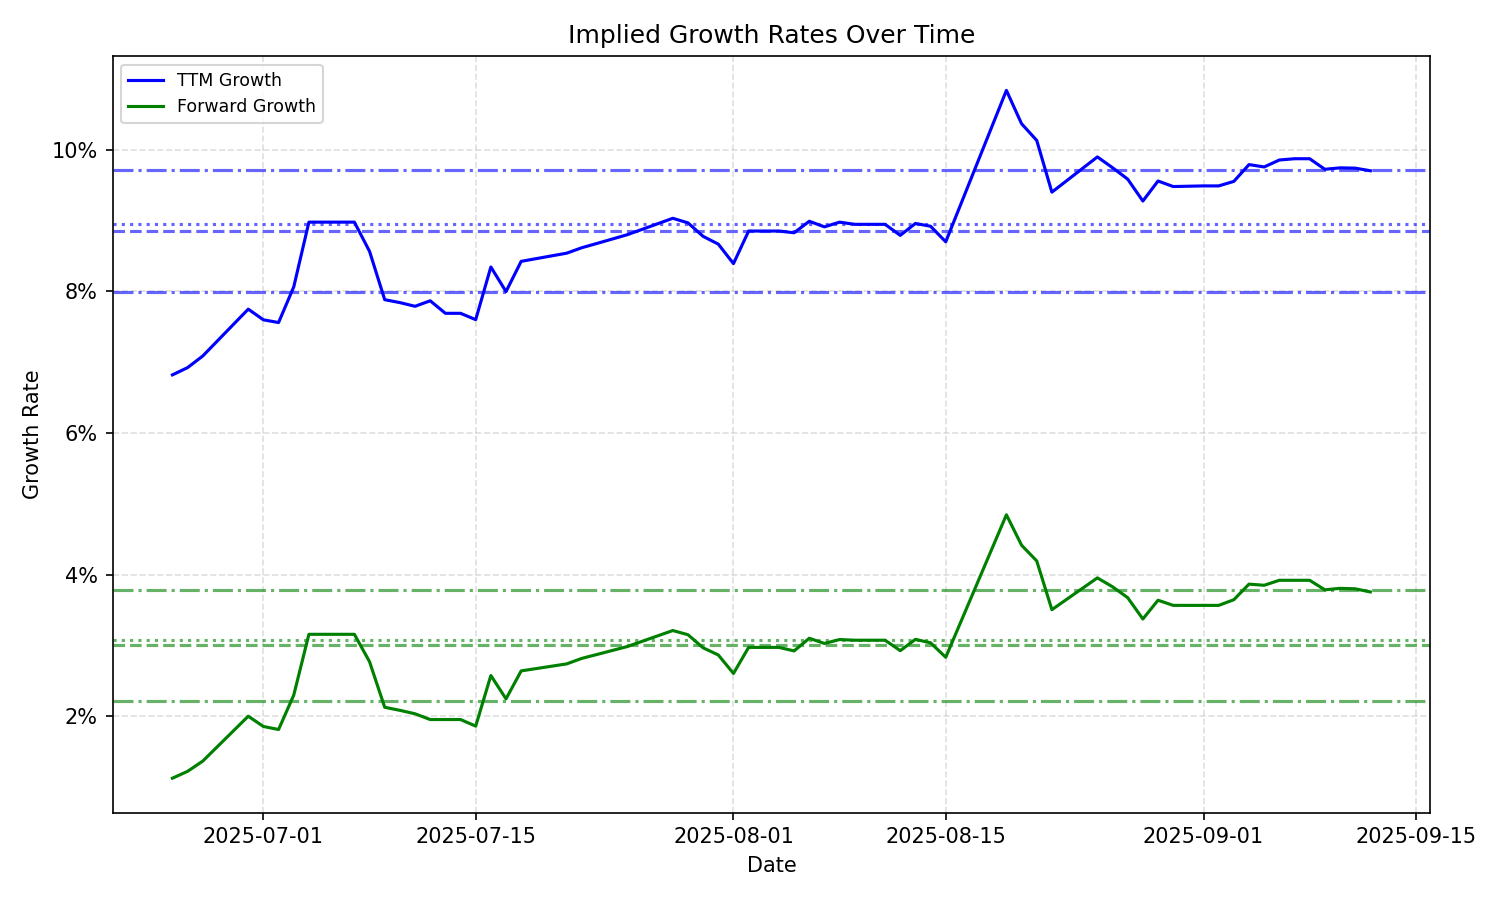 Implied Growth Rates Over Time
TTM Growth
Forward Growth
10%
8%
6%
4%
2%
Growth Rate
2025-07-01
2025-07-15
2025-08-01
2025-08-15
2025-09-01
2025-09-15
Date